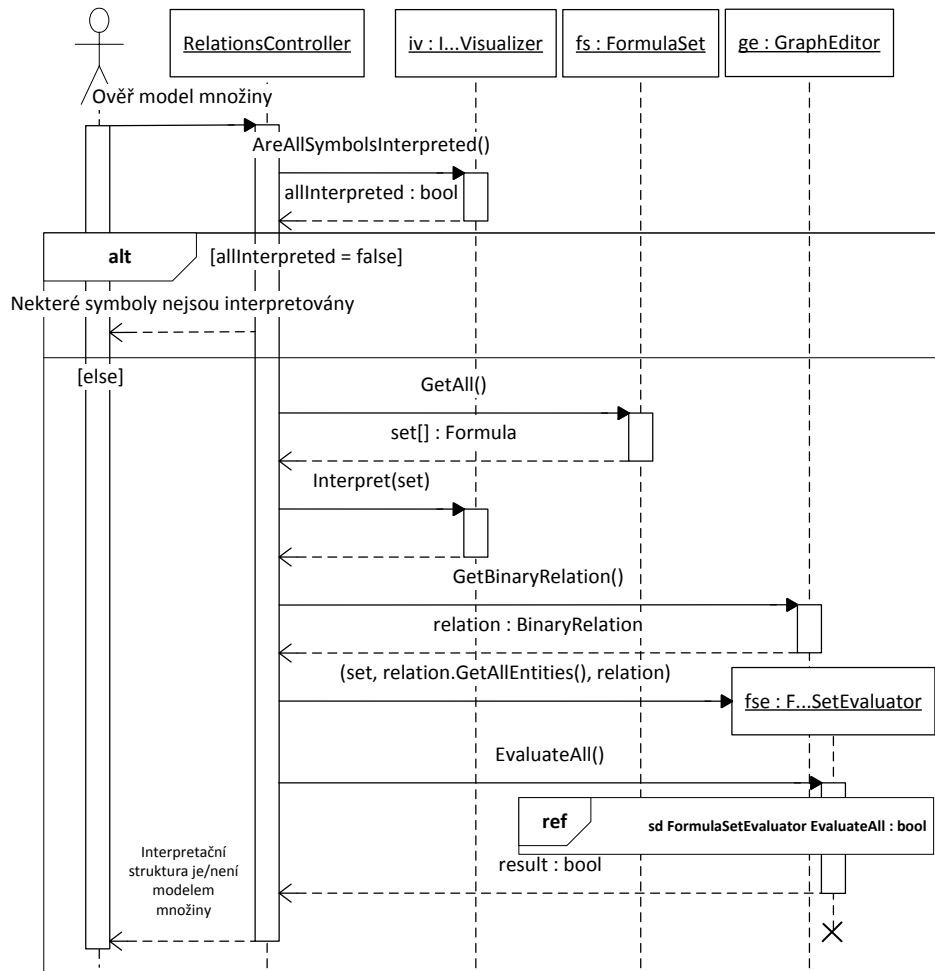 RelationsController
iv : I...Visualizer
fs : FormulaSet
ge : GraphEditor
Ověř model množiny
AreAllSymbolsInterpreted()
allInterpreted : bool
alt
[allInterpreted = false]
Nekteré symboly nejsou interpretovány
[else]
GetAll()
set[] : Formula
Interpret(set)
GetBinaryRelation()
relation : BinaryRelation
(set, relation.GetAllEntities(), relation)
fse : F...SetEvaluator
EvaluateAll()
ref
sd FormulaSetEvaluator EvaluateAll : bool
result : bool
Interpretační
struktura je/není
modelem
množiny